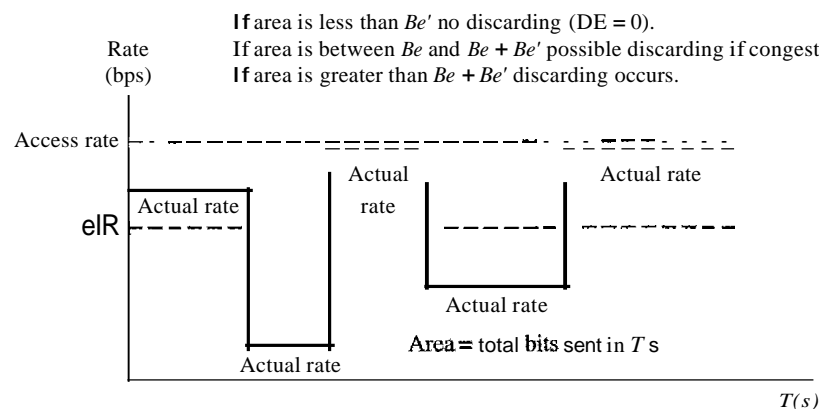 If area is less than Be' no discarding (DE = 0).
If area is between Be and Be + Be' possible discarding if congest
If area is greater than Be + Be' discarding occurs.
Rate
(bps)
Access rate
Actual rate
Actual
rate
Actual rate
eIR
Actual rate
Area = total bits sent in T s
Actual rate
T(s)